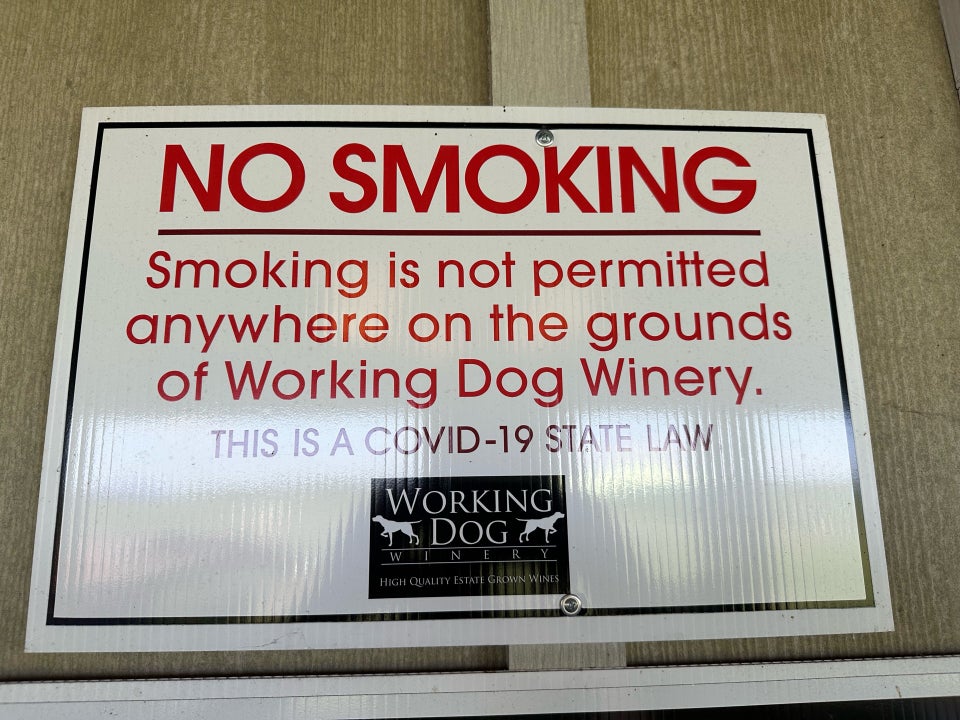 NO SMOKING
Smoking is not permitted
anywhere on the grounds
of Working Dog Winery.
THIS IS A COVID-19 STATE LAW
WORKING
DOG
WINERY
HIGH QUALITY ESTATE GROWN WINES